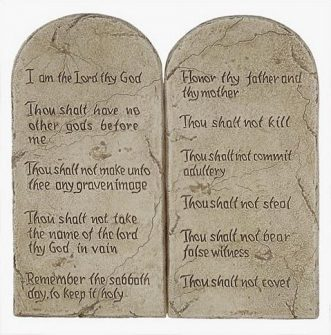 I am the Lord thy God
Thou shalt have no
other gods before
me
Thou shall not make unto
thee any graven image
Thou shalt not take
the name of the lord
thy God in vain
Remember the sabbath
day, to keep it holy
Honor thy father and
thy mother
Thou shalt not kill
Thou shalt not commit
adultery
Thou shalt not steal
Thou shalt not bear
false witness
Thou shalt not covet